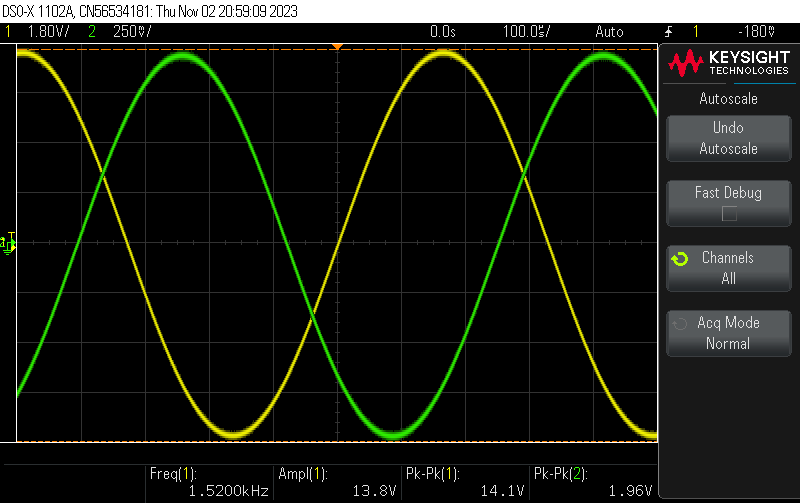 DSO-X 1102A, CN56534181: Thu Nov 02 20:59:09 2023
1 1.80V/ 2 250mV/ 0.0s 100.0us/ Auto 1 -180mV
KEYSIGHT
TECHNOLOGIES
Autoscale
Undo
Autoscale
Fast Debug
Channels
All
Acq Mode
Normal
T
Freq(1): Ampl(1): Pk-Pk(1): Pk-Pk(2):
1.5200kHz 13.8V 14.1V 1.96V